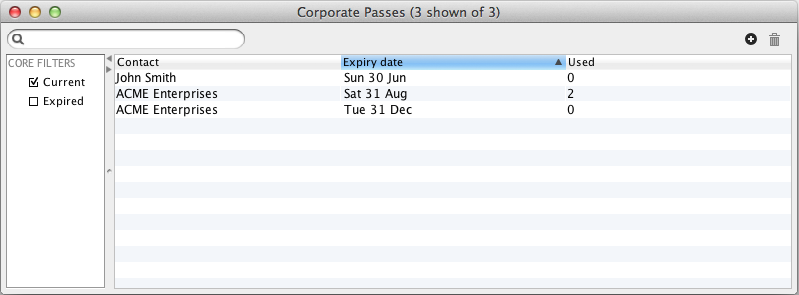 Corporate Passes (3 shown of 3)
CORE FILTERS
Current
Expired
Contact Expiry date Used
John Smith Sun 30 Jun 0
ACME Enterprises Sat 31 Aug 2
ACME Enterprises Tue 31 Dec 0